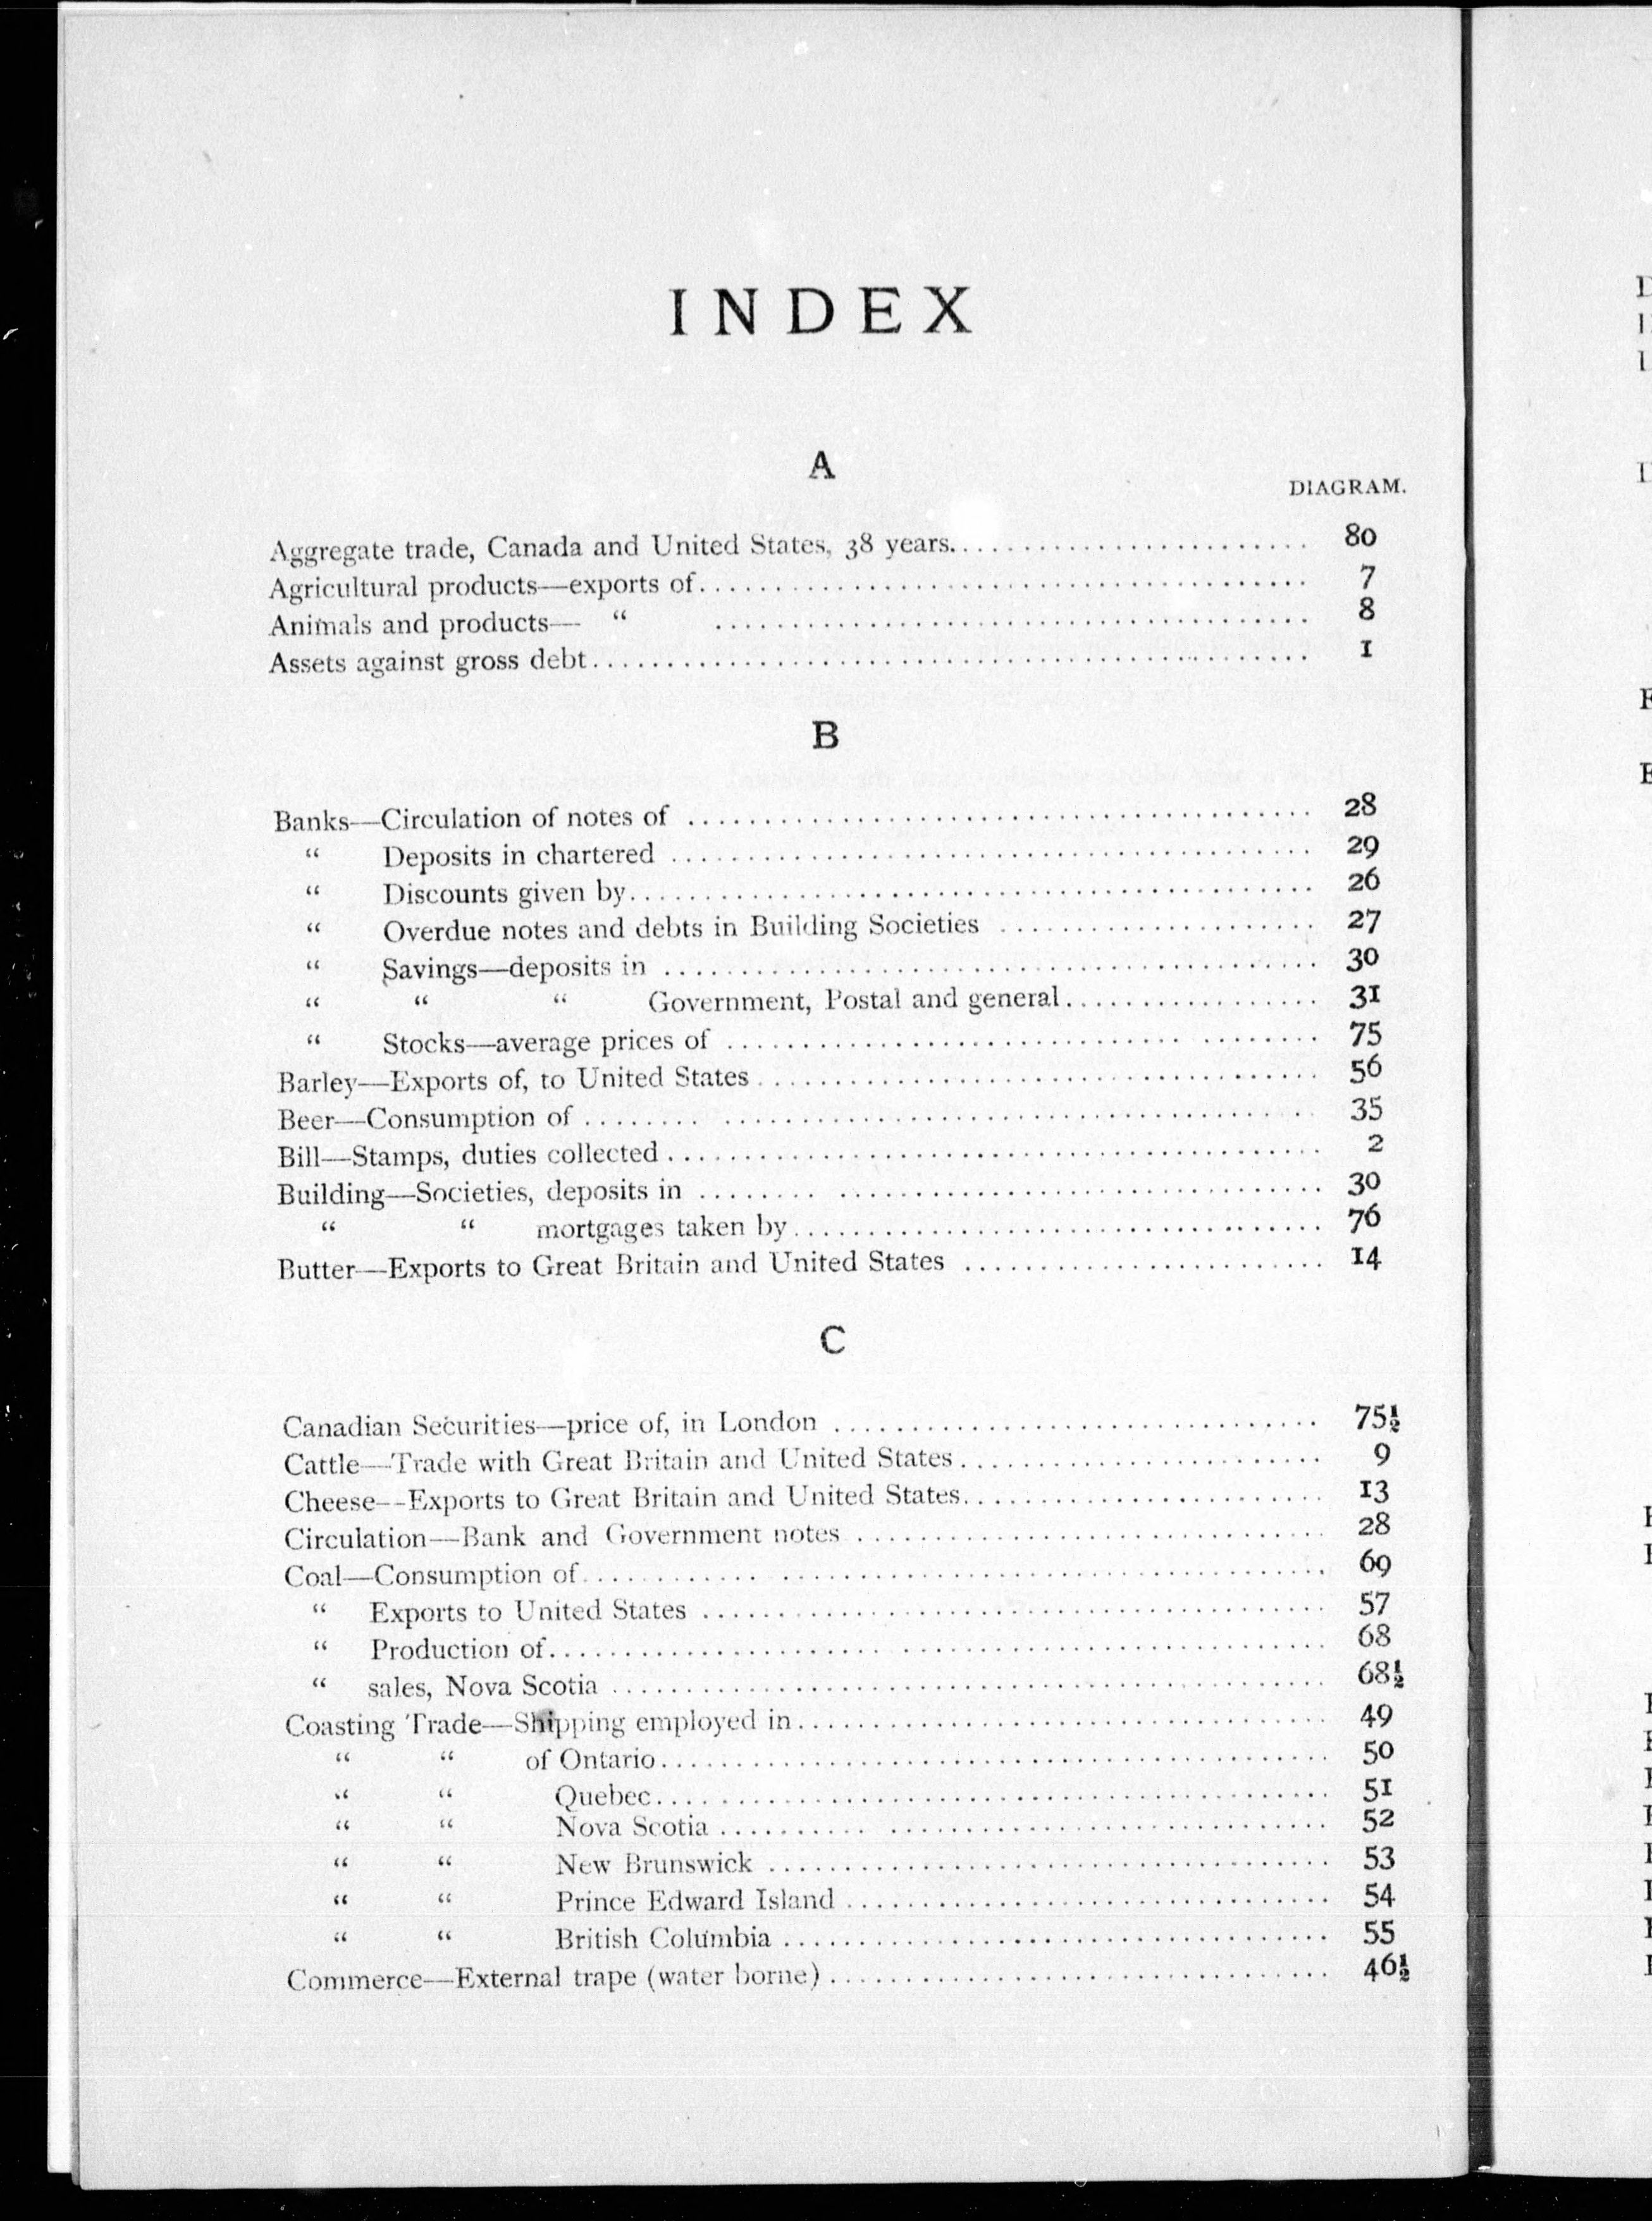 INDEX
A
DIAGRAM.
Aggregate trade, Canada and United States, 38 years........................ 80
Agricultural products—exports of........................................ 7
Animals and products— “ ....................................... 8
Assets against gross debt............................................... 1
B
Banks—Circulation of notes of ......................................... 28
“ Deposits in chartered .......................................... 29
“ Discounts given by............................................. 26
“ Overdue notes and debts in Building Societies ..................... 27
“ Savings—deposits in ........................................... 30
“ “ “ Government, Postal and general................. 31
“ Stocks—average prices of ............................ ........ 75
Barley—Exports of, to United States..................................... 56
Beer—Consumption of ........ ....................................... 35
Bill—Stamps, duties collected........................................... 2
Building—Societies, deposits in ........ ................................ 30
“ “ mortgages taken by................................... 76
Butter—Exports to Great Britain and United States ........................ 14
C
Canadian Securities—price of, in London ................................ 75½
Cattle—Trade with Great Britain and United States........................ 9
Cheese—Exports to Great Britain and United States........................ 13
Circulation—Bank and Government notes ............................... 28
Coal—Consumption of............ .................................... 69
“ Exports to United States ......................................... 57
“ Production of.................................................. 68
“ sales, Nova Scotia ............................................... 68½
Coasting Trade—Shipping employed in................................... 49
“ “ of Ontario............................................ 50
“ “ Quebec............................................ 51
“ “ Nova Scotia .......... ............................. 52
“ “ New Brunswick ..................................... 53
“ “ Prince Edward Island ................................ 54
“ “ British Columbia .................................... 55
Commerce—External trape (water borne)................................. 46½